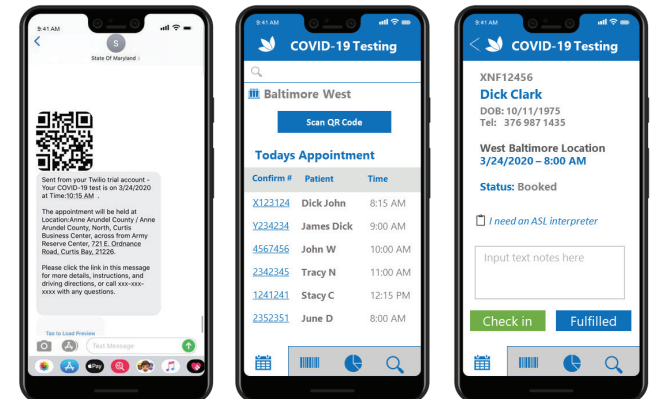 9:41 AM
S
State Of Maryland
Sent from your Twilio trial account -
Your COVID-19 test is on 3/24/2020
at Time:10:15 AM .
The appointment will be held at
Location:Anne Arundel County / Anne
Arundel County, North, Curtis
Business Center, across from Army
Reserve Center, 721 E. Ordnance
Road, Curtis Bay, 21226.
Please click the link in this message
for more details, instructions, and
driving directions, or call xxx-xxx-
xxxx with any questions.
Tap to Load Preview
Text Message
Pay
9:41 AM
COVID-19 Testing
Baltimore West
Scan QR Code
Todays Appointment
Confirm # Patient Time
X123124 Dick John 8:15 AM
Y234234 James Dick 9:00 AM
4567456 John W 10:00 AM
2342345 Tracy N 11:00 AM
1241241 Stacy C 12:15 PM
2352351 June D 8:00 AM
9:41 AM
COVID-19 Testing
XNF12456
Dick Clark
DOB: 10/11/1975
Tel: 376 987 1435
West Baltimore Location
3/24/2020 – 8:00 AM
Status: Booked
I need an ASL interpreter
Input text notes here
Check in Fulfilled